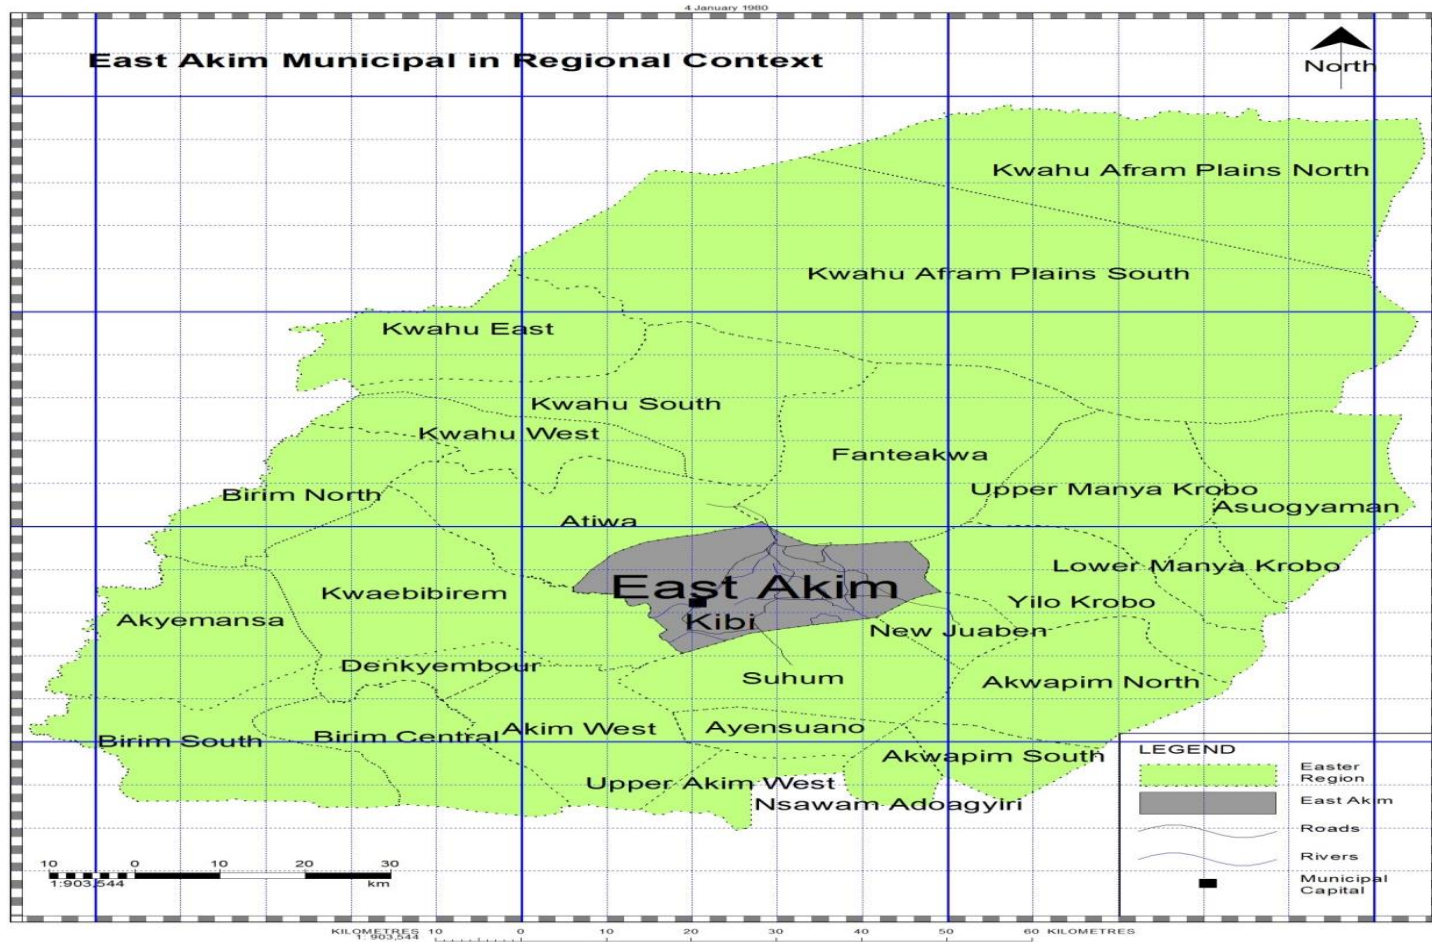 4 January 1980
East Akim Municipal in Regional Context
North
Kwahu Afram Plains North
Kwahu Afram Plains South
Kwahu East
Kwahu South
Kwahu West
Fanteakwa
Birim North
Upper Manya Krobo
Asuogyaman
Atiwa
Lower Manya Krobo
East Akim
Kwaebibirem
Yilo Krobo
Akyemansa
Kibi
New Juaben
Denkyembour
Suhum
Akwapim North
Akim West
Ayensuano
Birim South
Birim Central
Akwapim South
Upper Akim West
Nsawam Adoagyiri
LEGEND
Easter
Region
East Akim
Roads
Rivers
Municipal
Capital
10 0 10 20 30
1:903,544 km
KILOMETRES 10 0 10 20 30 40 50 60 KILOMETRES
1: 903,544